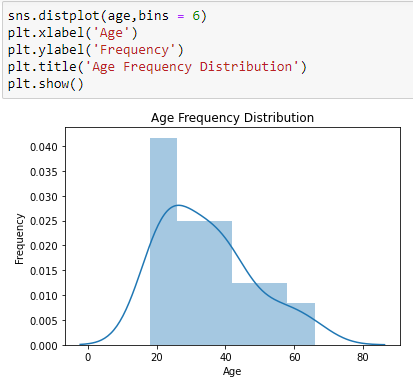 sns.distplot(age,bins = 6)
plt.xlabel('Age')
plt.ylabel('Frequency')
plt.title('Age Frequency Distribution')
plt.show()
Age Frequency Distribution
0.040
0.035
0.030
0.025
0.020
0.015
0.010
0.005
0.000
Frequency
0 20 40 60 80
Age